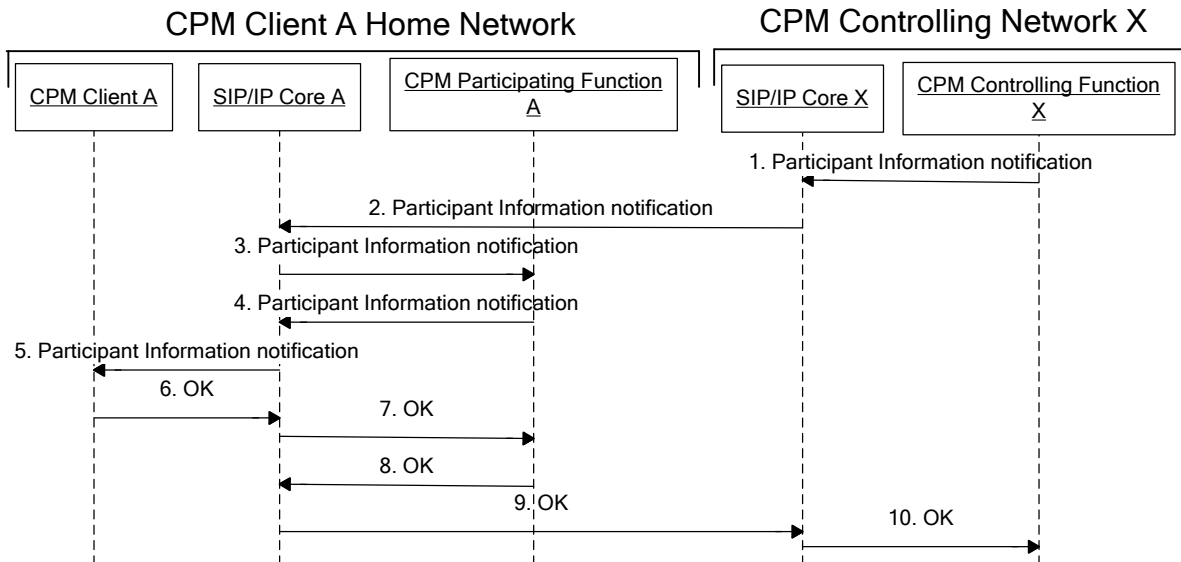 CPM Client A Home Network
CPM Controlling Network X
CPM Client A
SIP/IP Core A
CPM Participating Function
A
SIP/IP Core X
CPM Controlling Function
X
1. Participant Information notification
2. Participant Information notification
3. Participant Information notification
4. Participant Information notification
5. Participant Information notification
6. OK
7. OK
8. OK
9. OK
10. OK